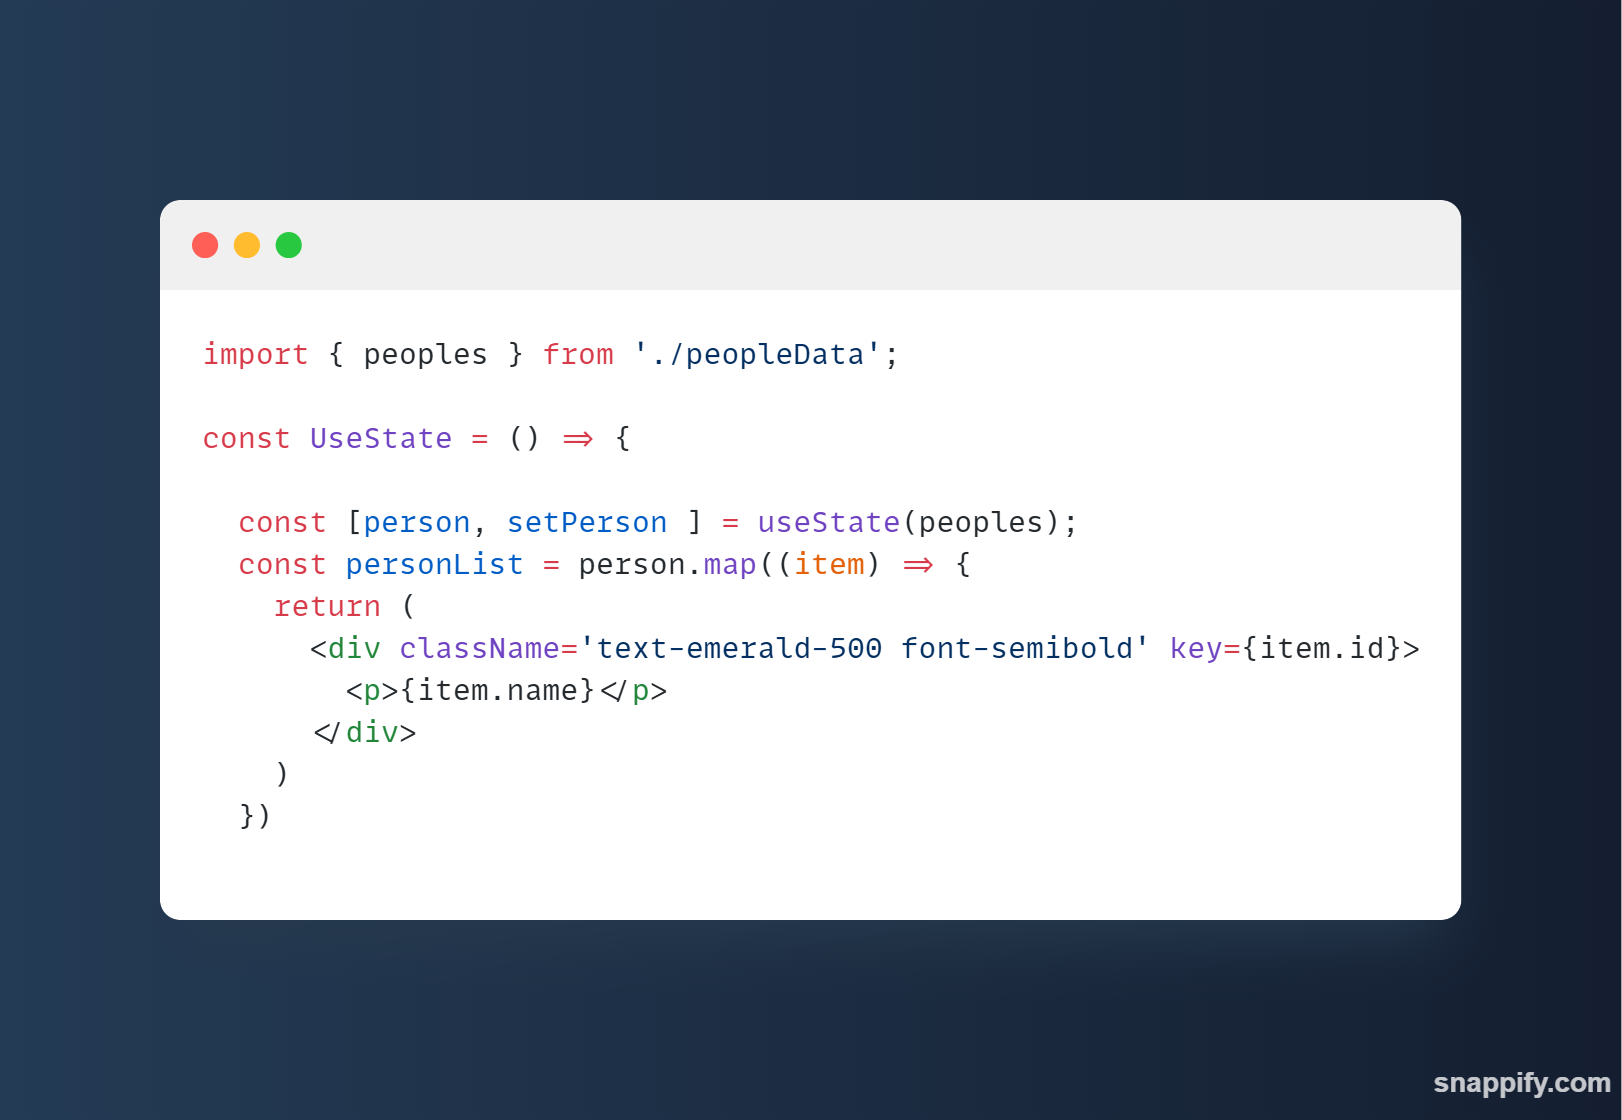 import { peoples } from './peopleData';
const UseState = () => {
const [person, setPerson ] = useState(peoples);
const personList = person.map((item) => {
return (
<div className='text-emerald-500 font-semibold' key={item.id}>
<p>{item.name}</p>
</div>
)
})
snappify.com